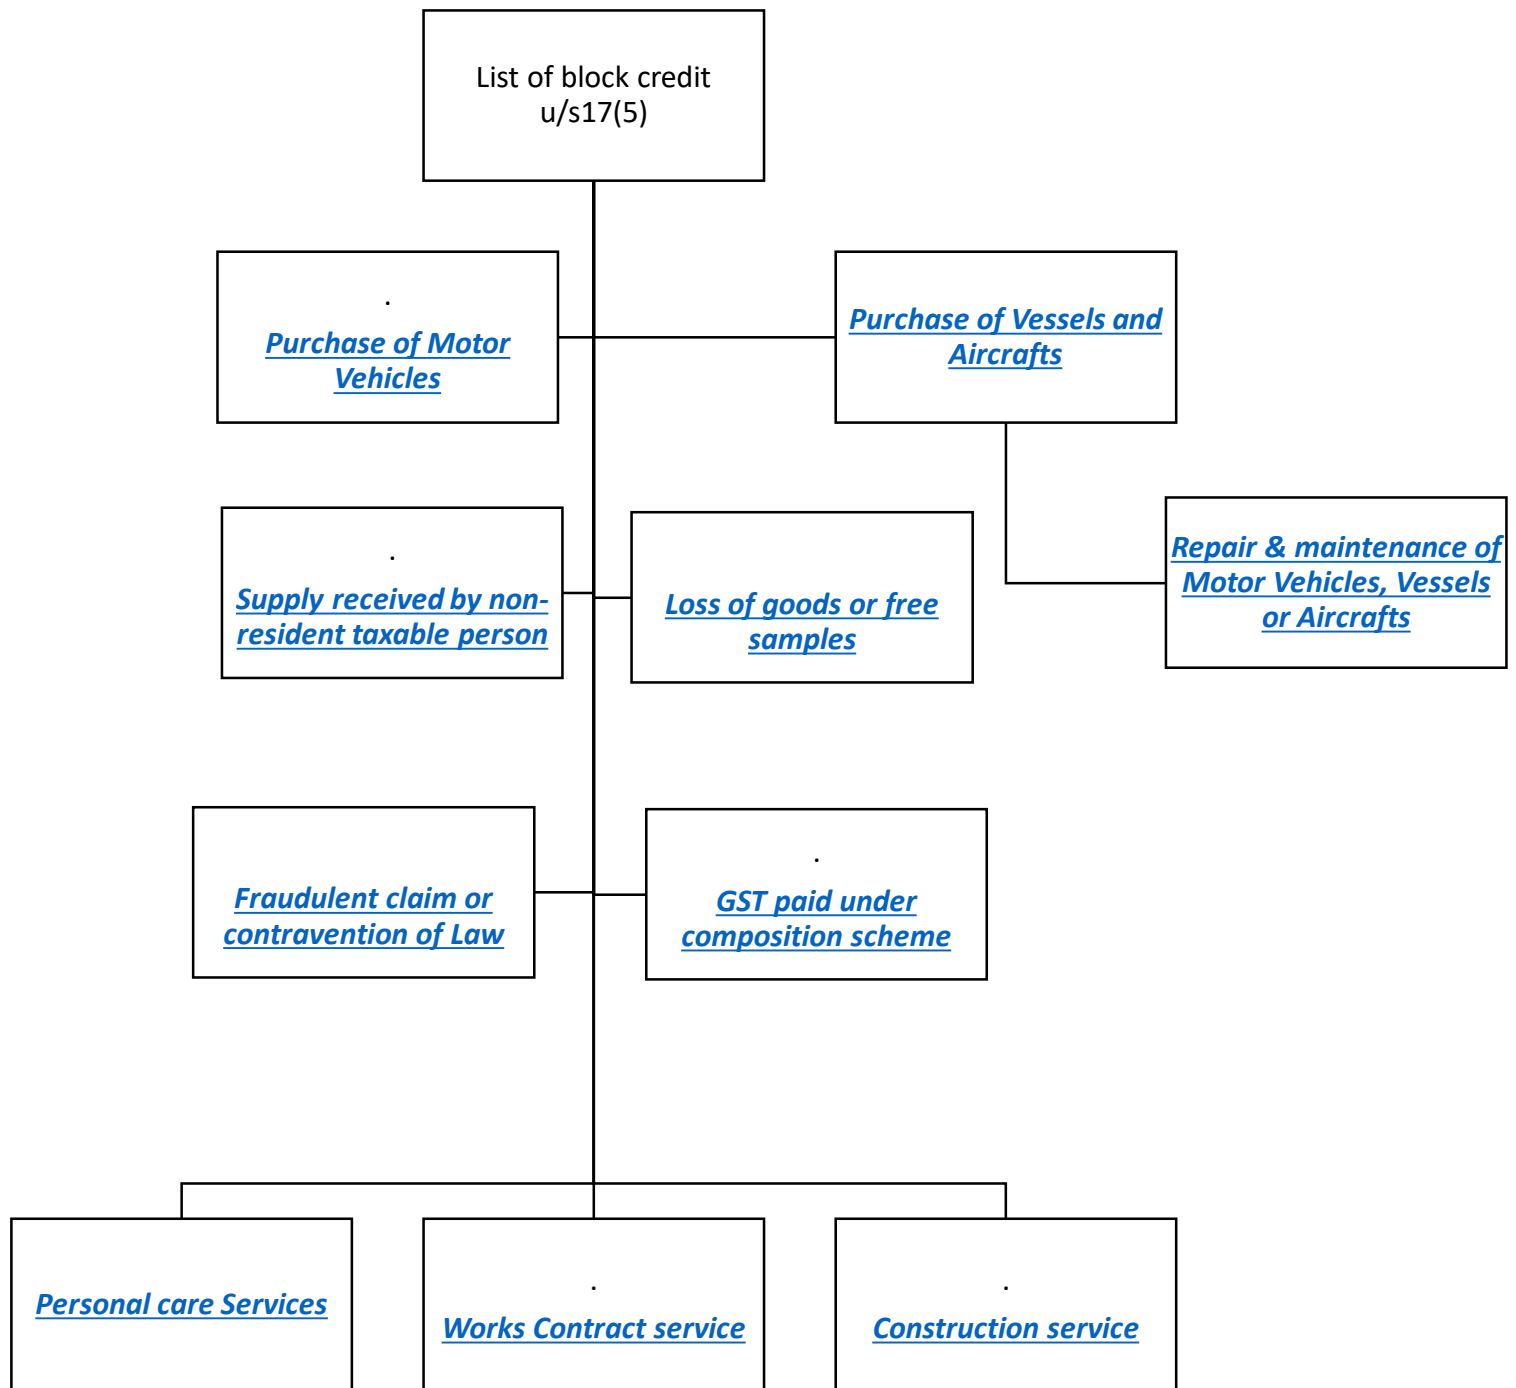 List of block credit
u/s17(5)
.
Purchase of Motor
Vehicles
Purchase of Vessels and
Aircrafts
.
Supply received by non-
resident taxable person
Loss of goods or free
samples
Repair & maintenance of
Motor Vehicles, Vessels
or Aircrafts
Fraudulent claim or
contravention of Law
.
GST paid under
composition scheme
Personal care Services
.
Works Contract service
.
Construction service